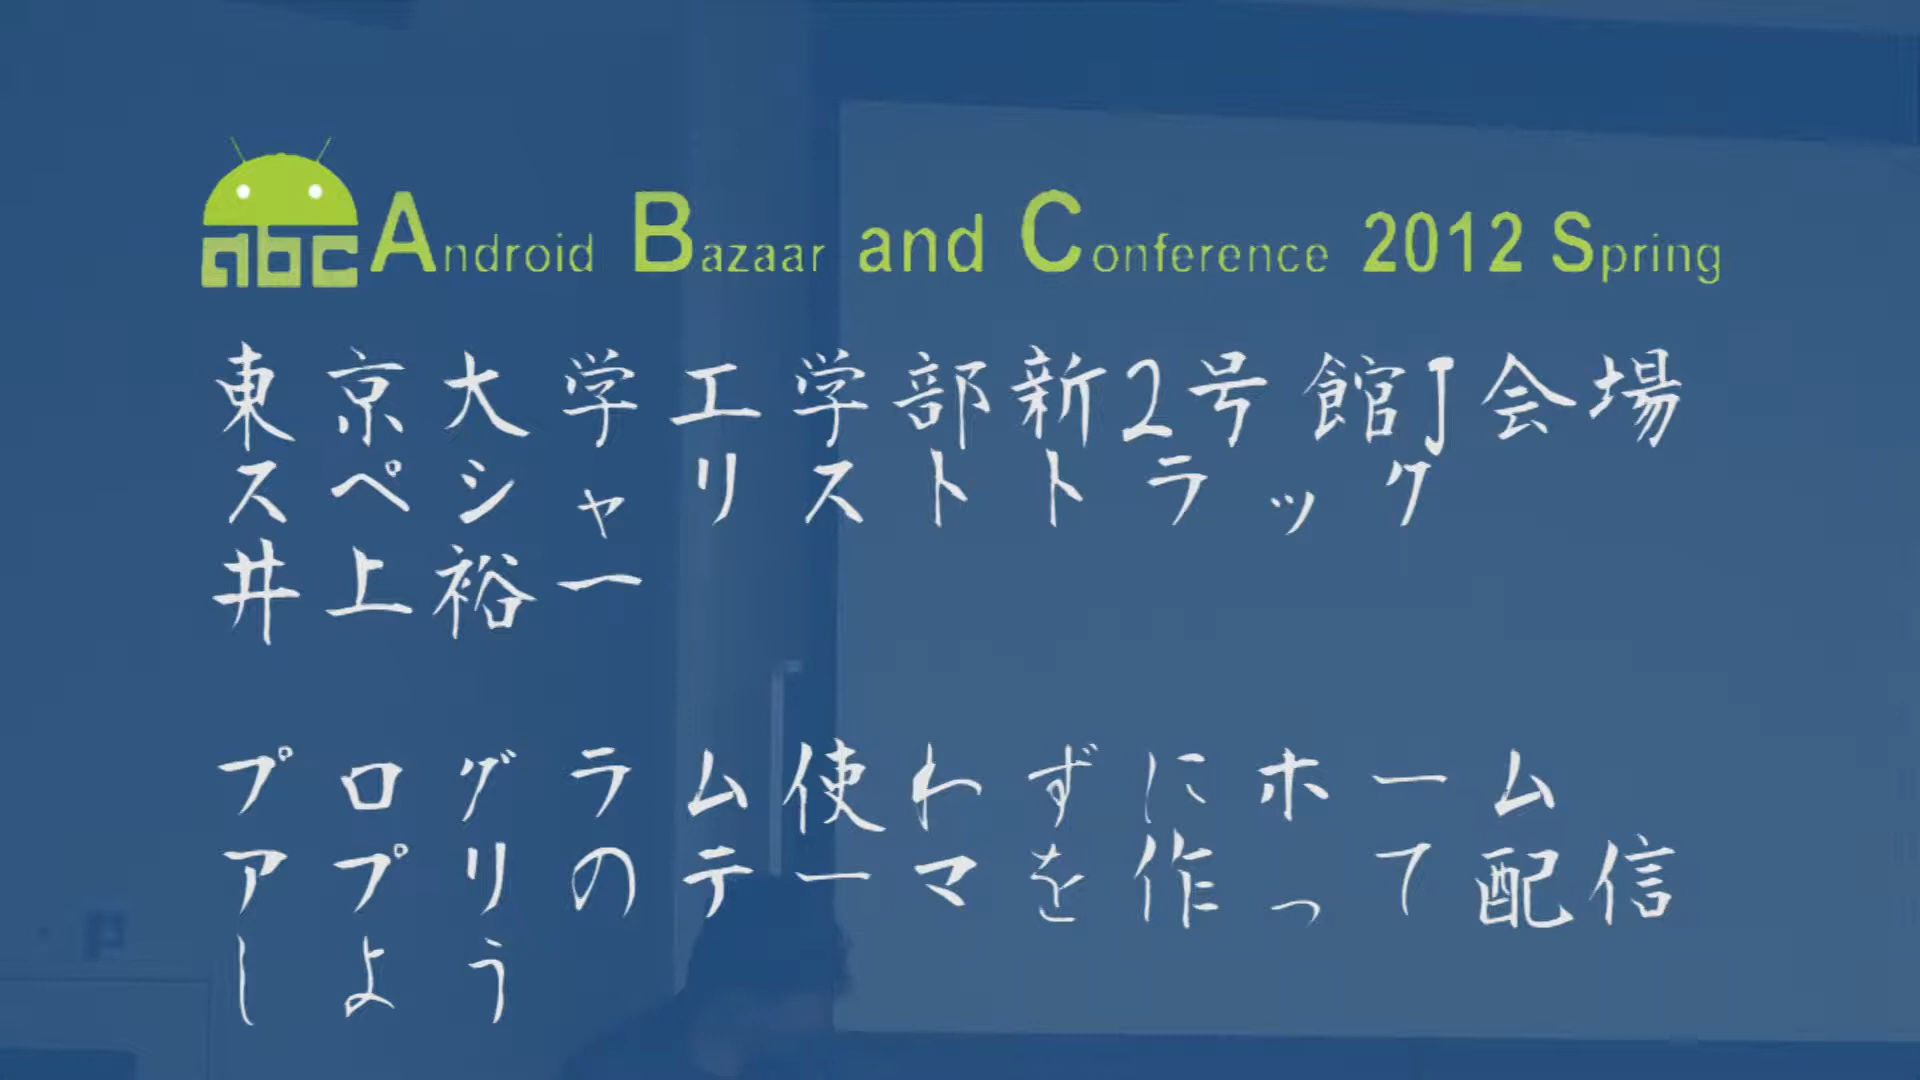 abc Android Bazaar and Conference 2012 Spring
東京大学工学部新2号館J会場
スペシャリストトラック
井上裕一
プログラム使わずにホーム
アプリのテーマを作って配信
しよう